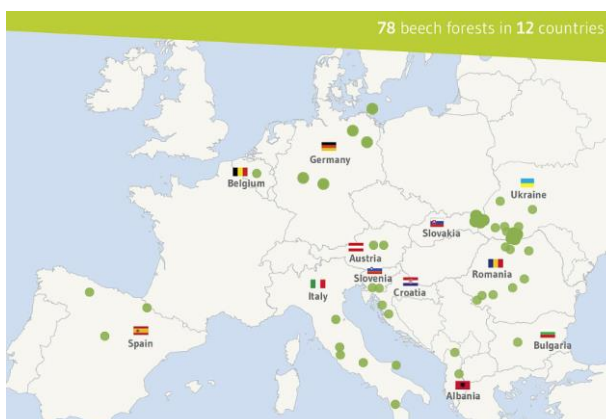 78 beech forests in 12 countries
Germany
Belgium
Ukraine
Slovakia
Austria
Slovenia
Romania
Italy
Croatia
Spain
Bulgaria
Albania